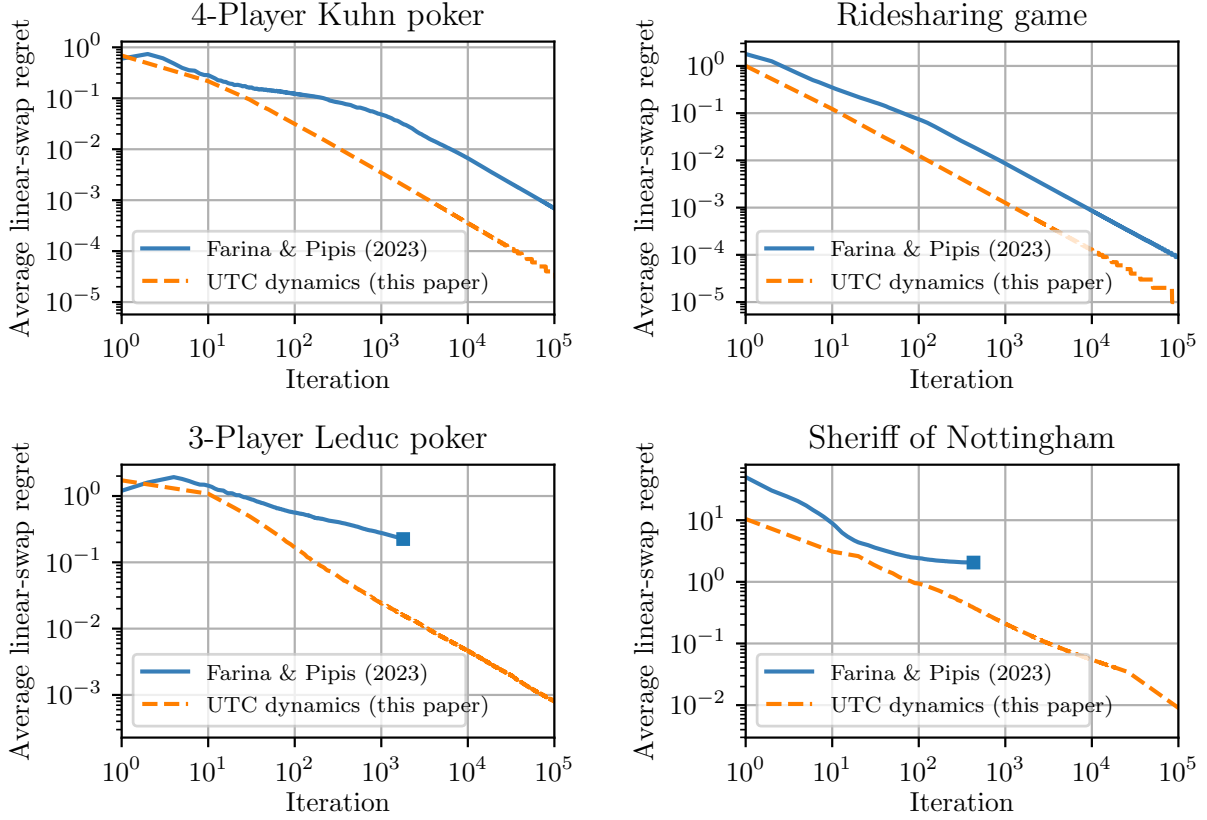 4-Player Kuhn poker
Average linear-swap regret
10^0
10^-1
10^-2
10^-3
10^-4
10^-5
Farina & Pipis (2023)
UTC dynamics (this paper)
10^0 10^1 10^2 10^3 10^4 10^5
Iteration
Ridesharing game
Average linear-swap regret
10^0
10^-1
10^-2
10^-3
10^-4
10^-5
Farina & Pipis (2023)
UTC dynamics (this paper)
10^0 10^1 10^2 10^3 10^4 10^5
Iteration
3-Player Leduc poker
Average linear-swap regret
10^0
10^-1
10^-2
10^-3
Farina & Pipis (2023)
UTC dynamics (this paper)
10^0 10^1 10^2 10^3 10^4 10^5
Iteration
Sheriff of Nottingham
Average linear-swap regret
10^1
10^0
10^-1
10^-2
Farina & Pipis (2023)
UTC dynamics (this paper)
10^0 10^1 10^2 10^3 10^4 10^5
Iteration